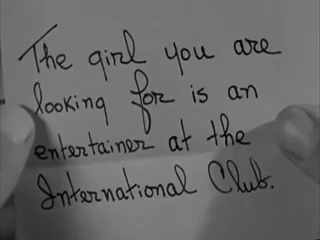 The girl you are
looking for is an
entertainer at the
International Club.